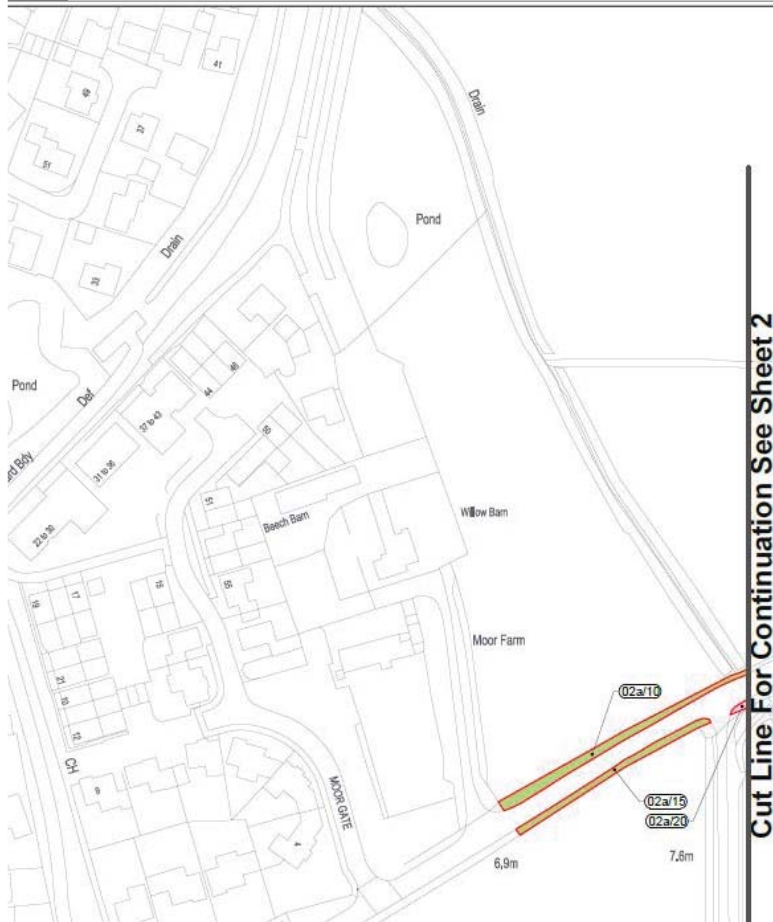 41
49
37
51
33
Drain
Drain
Pond
Pond
Def
46
44
37 to 43
31 to 36
22 to 30
50
51
Beech Barn
55
Willow Barn
19
17
15
21
10
12
Moor Farm
CH
8
4
MOOR GATE
02a/10
02a/15
02a/20
6.9m
7.6m
Cut Line For Continuation See Sheet 2